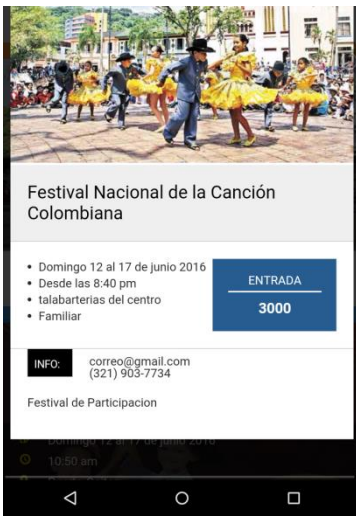 Festival Nacional de la Canción
Colombiana
Domingo 12 al 17 de junio 2016
Desde las 8:40 pm
talabarterias del centro
Familiar
ENTRADA
3000
INFO:
correo@gmail.com
(321) 903-7734
Festival de Participacion
Domingo 12 al 17 de junio 2016
10:50 am